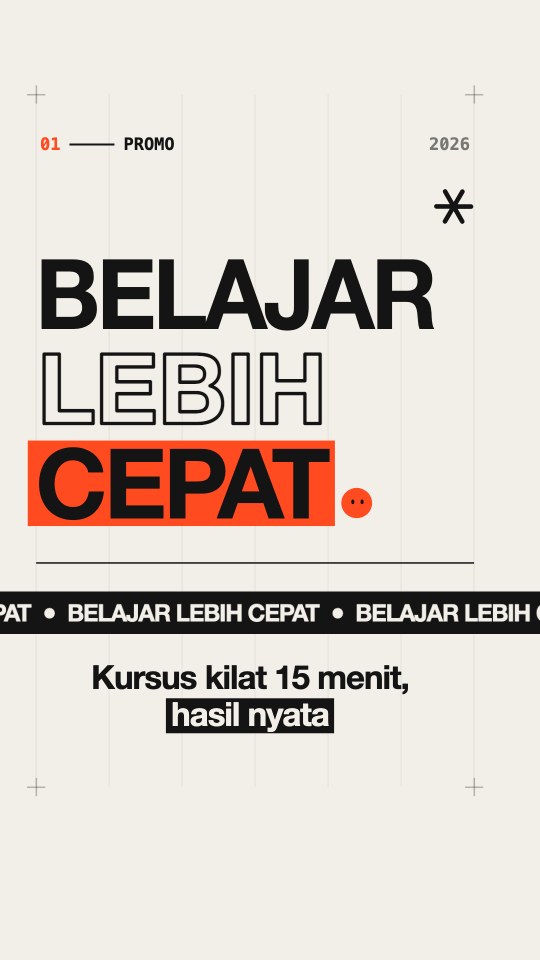 01 PROMO 2026
BELAJAR
LEBIH
CEPAT
PAT • BELAJAR LEBIH CEPAT • BELAJAR LEBIH
Kursus kilat 15 menit,
hasil nyata